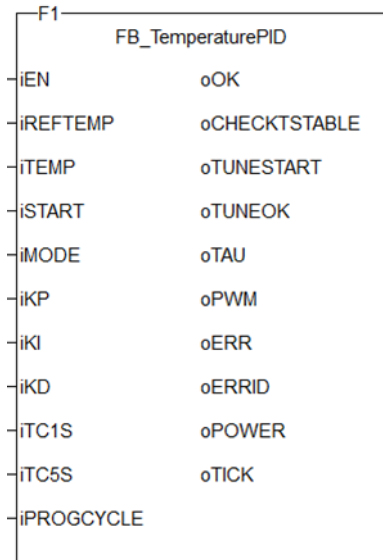 F1
FB_TemperaturePID
iEN oOK
iREFTEMP oCHECKTSTABLE
iTEMP oTUNESTART
iSTART oTUNEOK
iMODE oTAU
iKP oPWM
iKI oERR
iKD oERRID
iTC1S oPOWER
iTC5S oTICK
iPROGCYCLE